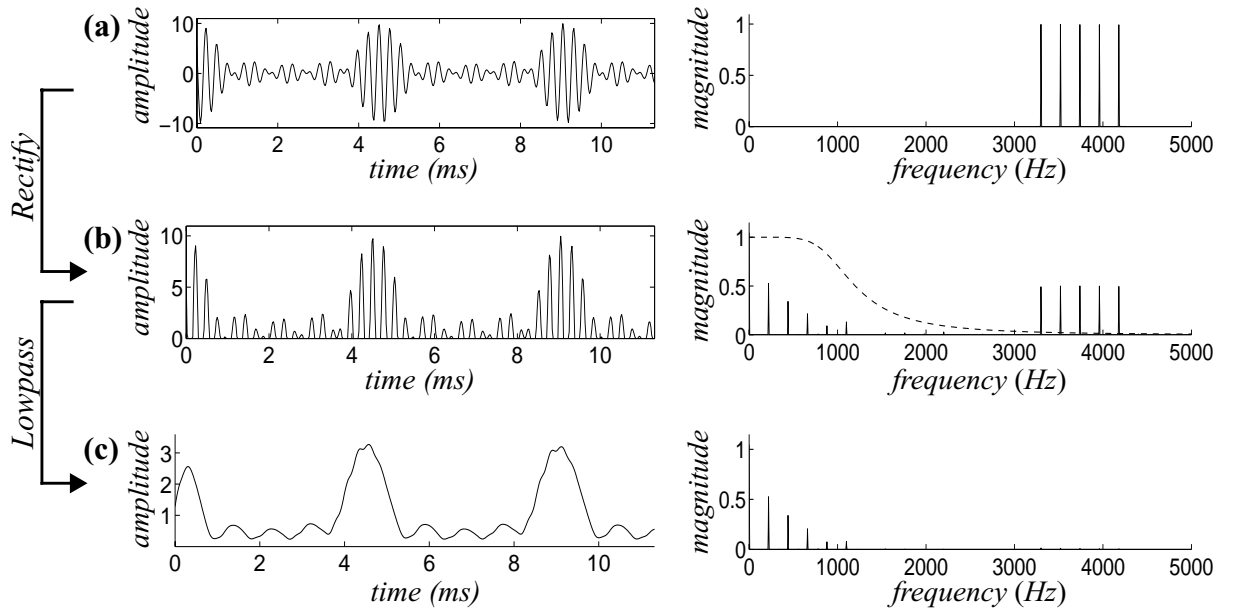 (a)
amplitude
10
0
−10
0 2 4 6 8 10
time (ms)
magnitude
1
0.5
0
0 1000 2000 3000 4000 5000
frequency (Hz)
Rectify
(b)
amplitude
10
5
0
0 2 4 6 8 10
time (ms)
magnitude
1
0.5
0
0 1000 2000 3000 4000 5000
frequency (Hz)
Lowpass
(c)
amplitude
3
2
1
0 2 4 6 8 10
time (ms)
magnitude
1
0.5
0
0 1000 2000 3000 4000 5000
frequency (Hz)